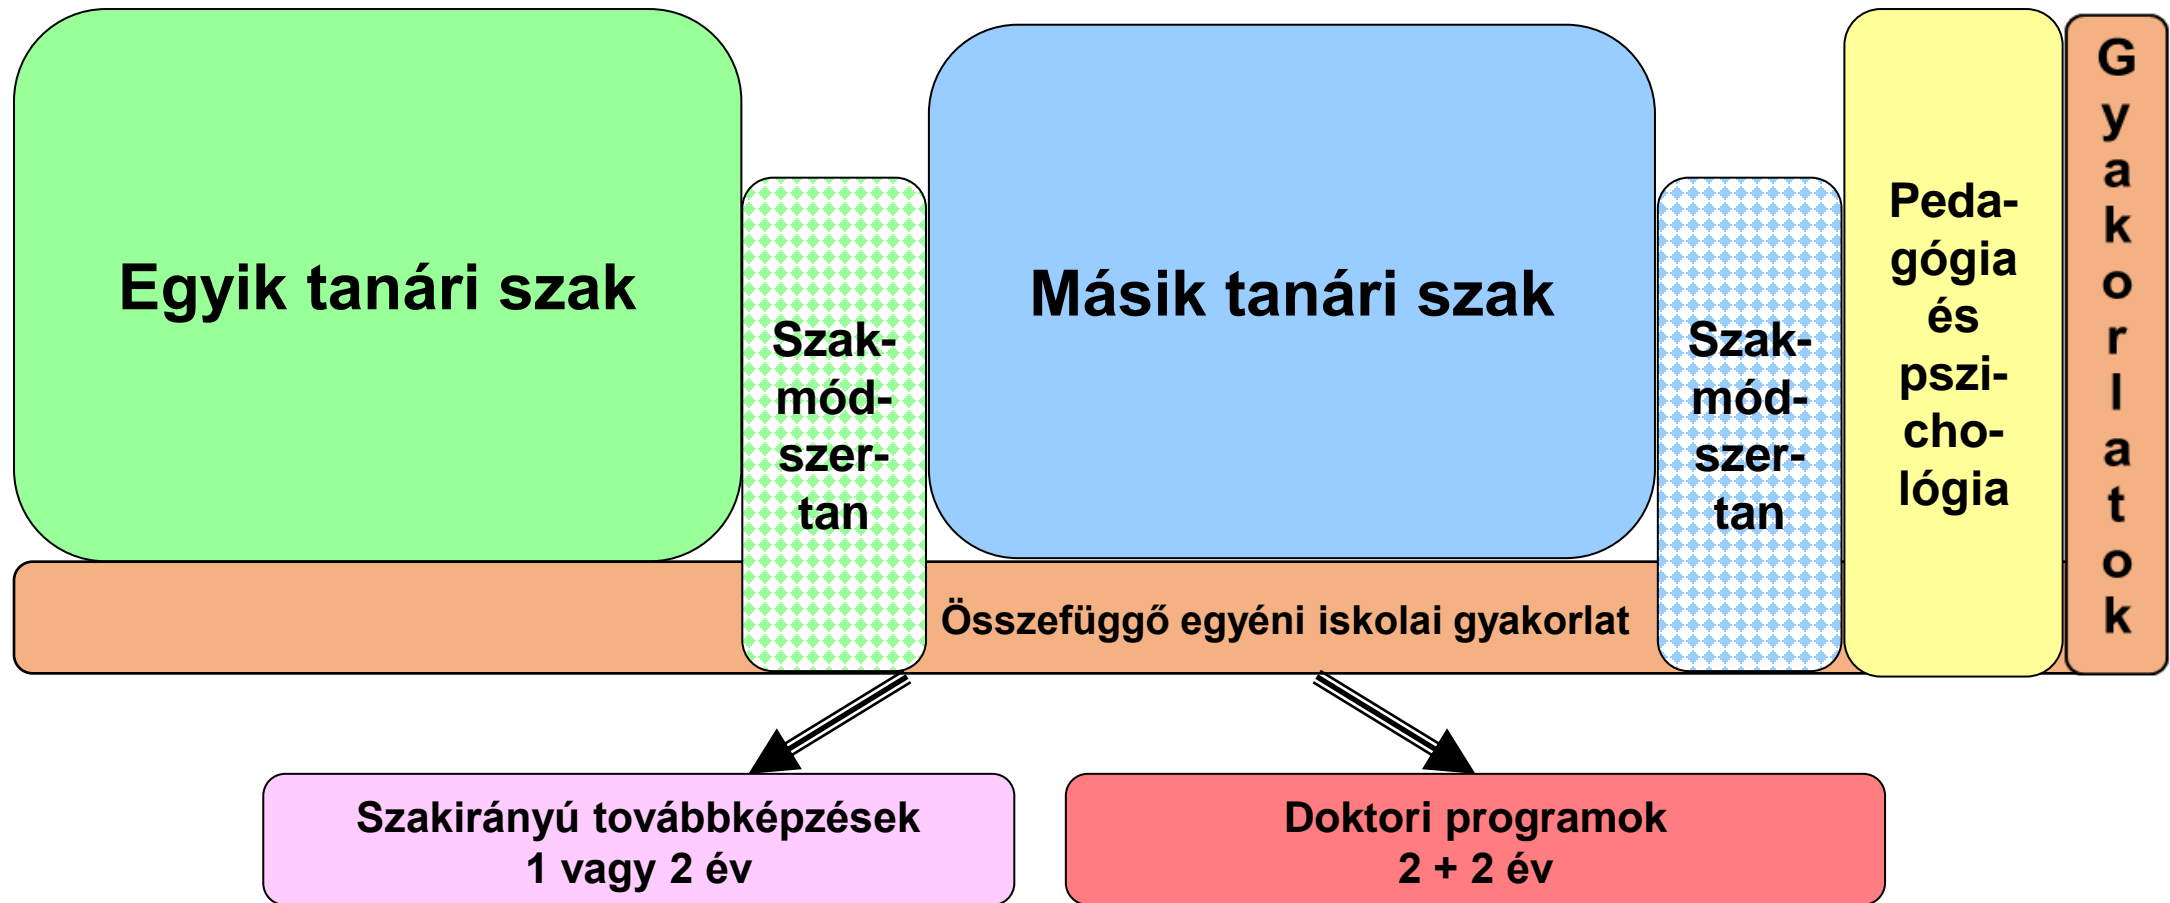 Egyik tanári szak
Szak-
mód-
szer-
tan
Másik tanári szak
Szak-
mód-
szer-
tan
Peda-
gógia
és
pszi-
cho-
lógia
G
y
a
k
o
r
l
a
t
o
k
Összefüggő egyéni iskolai gyakorlat
Szakirányú továbbképzések
1 vagy 2 év
Doktori programok
2 + 2 év